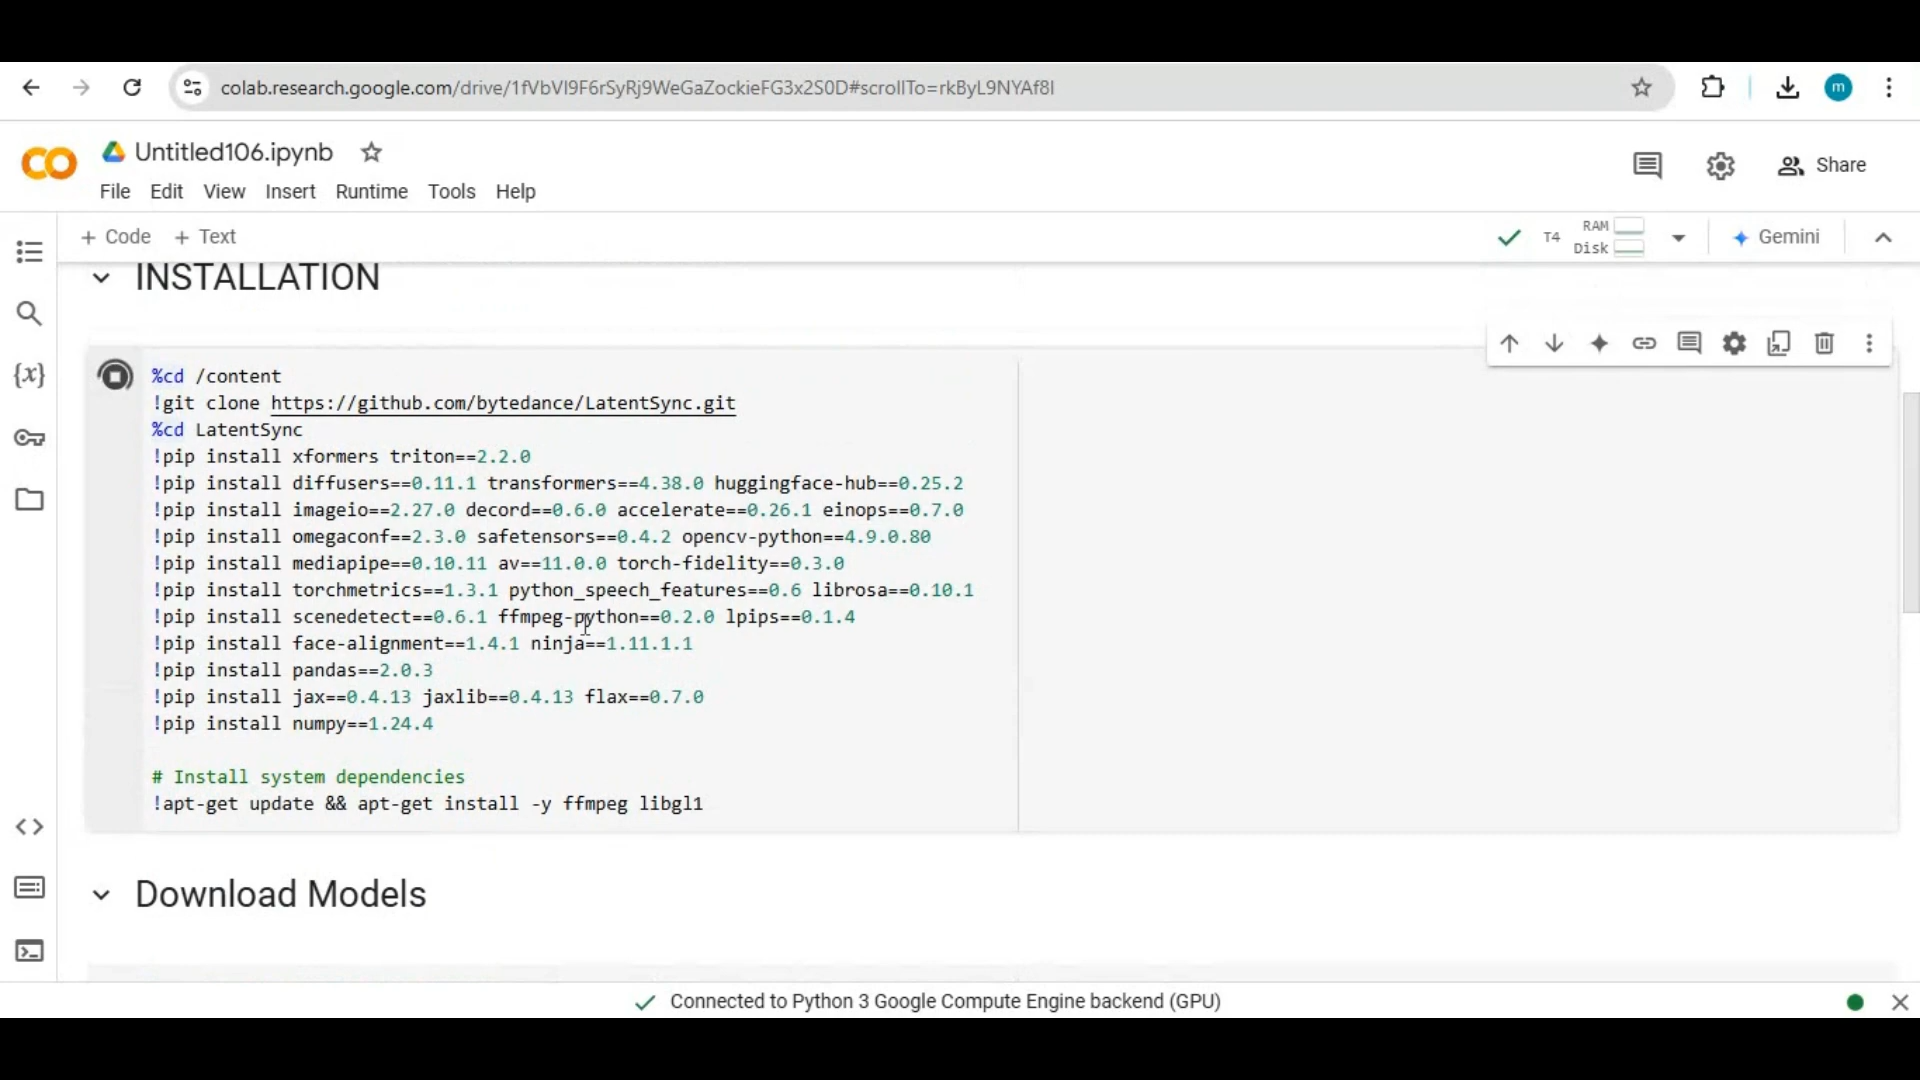 colab.research.google.com/drive/1fVbVI9F6rSyRj9WeGaZockieFG3x2S0D#scrollTo=rkByL9NYAf8I
m
Untitled106.ipynb
File Edit View Insert Runtime Tools Help
Share
+ Code + Text
T4
RAM
Disk
Gemini
INSTALLATION
%cd /content
!git clone https://github.com/bytedance/LatentSync.git
%cd LatentSync
!pip install xformers triton==2.2.0
!pip install diffusers==0.11.1 transformers==4.38.0 huggingface-hub==0.25.2
!pip install imageio==2.27.0 decord==0.6.0 accelerate==0.26.1 einops==0.7.0
!pip install omegaconf==2.3.0 safetensors==0.4.2 opencv-python==4.9.0.80
!pip install mediapipe==0.10.11 av==11.0.0 torch-fidelity==0.3.0
!pip install torchmetrics==1.3.1 python_speech_features==0.6 librosa==0.10.1
!pip install scenedetect==0.6.1 ffmpeg-python==0.2.0 lpips==0.1.4
!pip install face-alignment==1.4.1 ninja==1.11.1.1
!pip install pandas==2.0.3
!pip install jax==0.4.13 jaxlib==0.4.13 flax==0.7.0
!pip install numpy==1.24.4
# Install system dependencies
!apt-get update && apt-get install -y ffmpeg libgl1
Download Models
Connected to Python 3 Google Compute Engine backend (GPU)